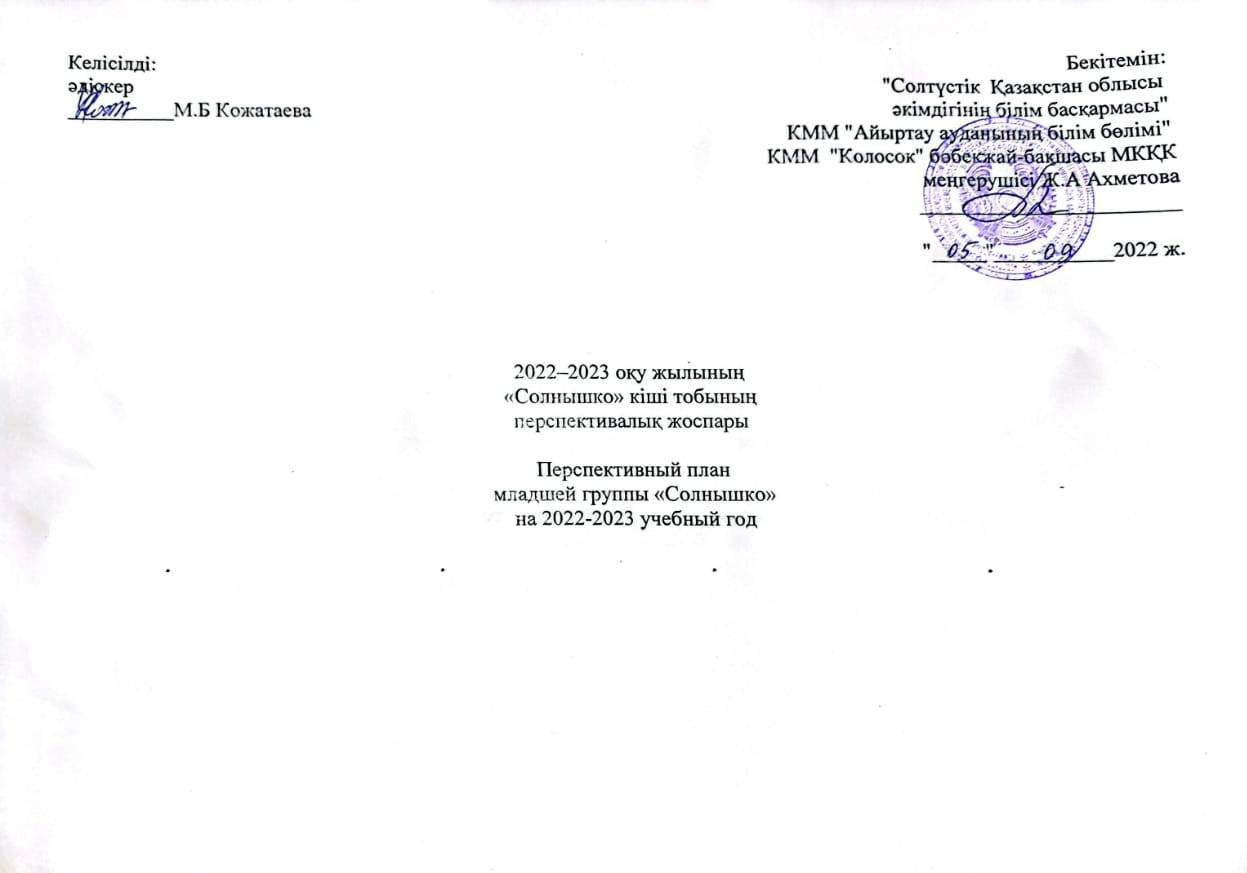 Келісілді:
әдіскер
__________М.Б Кожатаева
Бекітемін:
"Солтүстік Қазақстан облысы
әкімдігінің білім басқармасы"
КММ "Айыртау ауданының білім бөлімі"
КММ "Колосок" бөбекжай-бақшасы МКҚК
меңгерушісі Ж.А Ахметова
"05" 09 2022 ж.
2022–2023 оқу жылының
«Солнышко» кіші тобының
перспективалық жоспары
Перспективный план
младшей группы «Солнышко»
на 2022-2023 учебный год